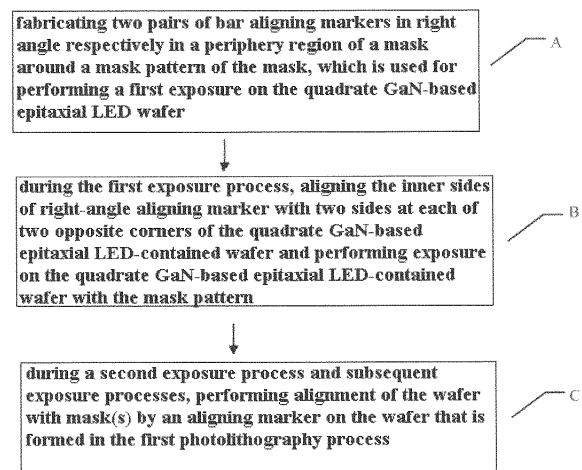 fabricating two pairs of bar aligning markers in right
angle respectively in a periphery region of a mask
around a mask pattern of the mask, which is used for
performing a first exposure on the quadrate GaN-based
epitaxial LED wafer
A
during the first exposure process, aligning the inner sides
of right-angle aligning marker with two sides at each of
two opposite corners of the quadrate GaN-based
epitaxial LED-contained wafer and performing exposure
on the quadrate GaN-based epitaxial LED-contained
wafer with the mask pattern
B
during a second exposure process and subsequent
exposure processes, performing alignment of the wafer
with mask(s) by an aligning marker on the wafer that is
formed in the first photolithography process
C